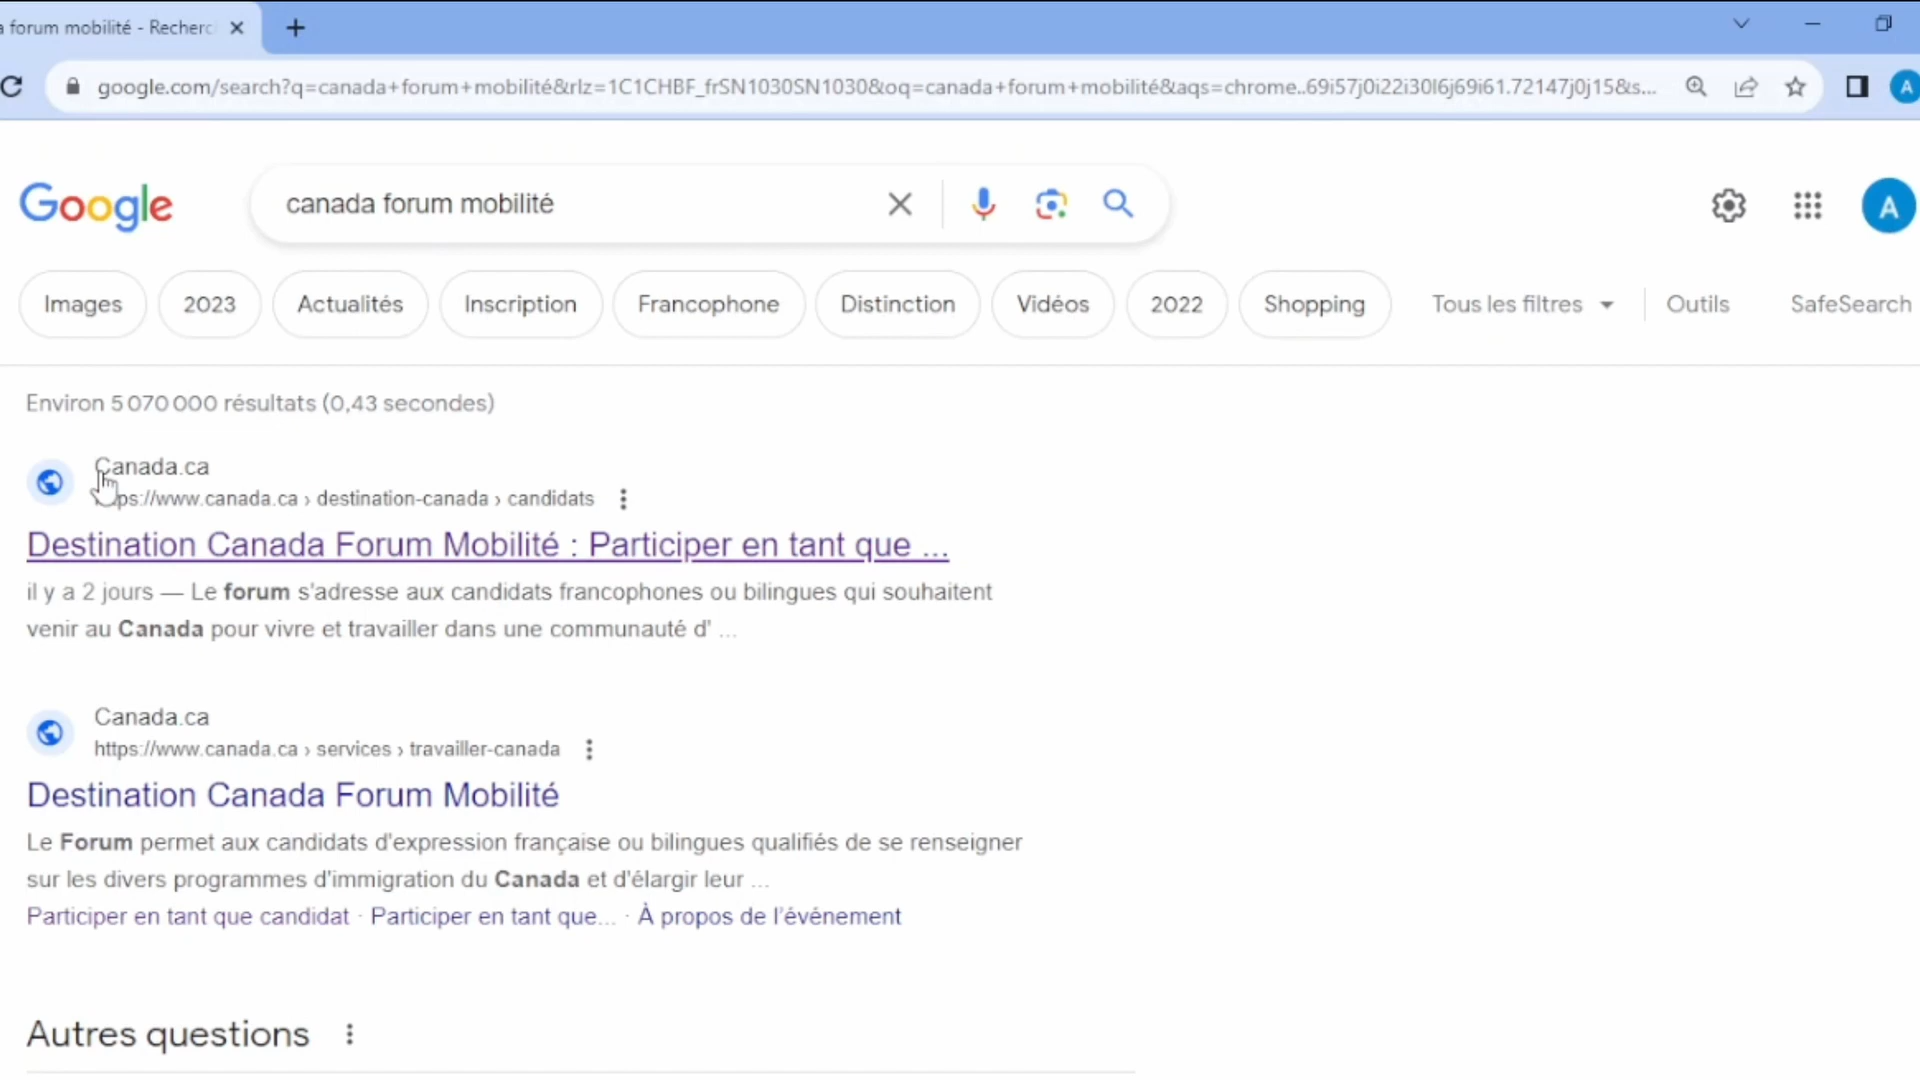 a forum mobilité - Recherc
google.com/search?q=canada+forum+mobilité&rlz=1C1CHBF_frSN1030SN1030&oq=canada+forum+mobilité&aqs=chrome..69i57j0i22i30l6j69i61.72147j0j15&s...
A
Google
canada forum mobilité
A
Images
2023
Actualités
Inscription
Francophone
Distinction
Vidéos
2022
Shopping
Tous les filtres
Outils
SafeSearch
Environ 5 070 000 résultats (0,43 secondes)
Canada.ca
ps://www.canada.ca › destination-canada › candidats
Destination Canada Forum Mobilité : Participer en tant que ...
il y a 2 jours — Le forum s'adresse aux candidats francophones ou bilingues qui souhaitent
venir au Canada pour vivre et travailler dans une communauté d' ...
Canada.ca
https://www.canada.ca › services › travailler-canada
Destination Canada Forum Mobilité
Le Forum permet aux candidats d'expression française ou bilingues qualifiés de se renseigner
sur les divers programmes d'immigration du Canada et d'élargir leur ...
Participer en tant que candidat · Participer en tant que... · À propos de l'événement
Autres questions